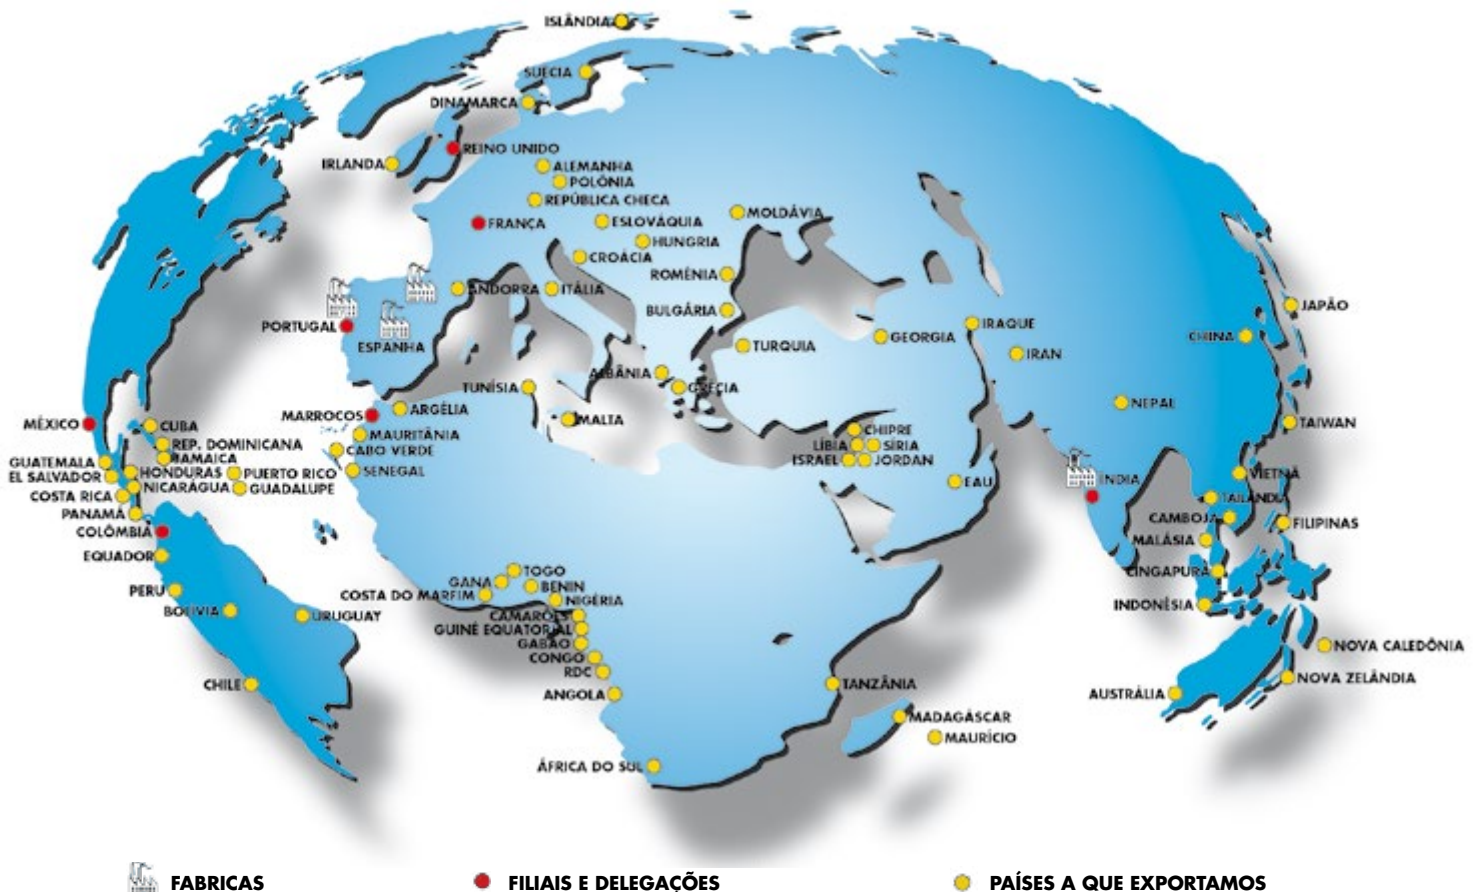 ISLÂNDIA
SUECIA
DINAMARCA
REINO UNIDO
IRLANDA
ALEMANHA
POLÔNIA
REPÚBLICA CHECA
MOLDÁVIA
FRANÇA
ESLOVÁQUIA
HUNGRIA
CROÁCIA
ROMÉNIA
ANDORRA
ITÁLIA
JAPÃO
BULGÁRIA
PORTUGAL
IRAQUE
GEORGIA
CHINA
ESPANHA
TURQUIA
IRAN
ALBÂNIA
TUNÍSIA
GRÉCIA
NEPAL
ARGÉLIA
MARROCOS
MALTA
MÉXICO
CUBA
TAIWAN
CHIPRE
MAURITÂNIA
REP. DOMINICANA
LÍBIA
SÍRIA
CABO VERDE
JAMAICA
ISRAEL
JORDAN
GUATEMALA
HONDURAS
PUERTO RICO
SENEGAL
VIETNÃ
EL SALVADOR
INDIA
EAU
NICARÁGUA
GUADALUPE
COSTA RICA
TAILANDIA
PANAMÁ
CAMBOJA
FILIPINAS
COLÔMBIA
MALÁSIA
EQUADOR
TOGO
CINGAPURA
GANA
BENIN
PERU
COSTA DO MARFIM
NIGÉRIA
INDONÉSIA
BOLIVIA
URUGUAY
CAMARÕES
GUINÉ EQUATORIAL
GABÃO
NOVA CALEDÔNIA
CONGO
RDC
NOVA ZELÂNDIA
CHILE
TANZÂNIA
ANGOLA
AUSTRÁLIA
MADAGÁSCAR
MAURÍCIO
ÁFRICA DO SUL
FABRICAS
FILIAIS E DELEGAÇÕES
PAÍSES A QUE EXPORTAMOS